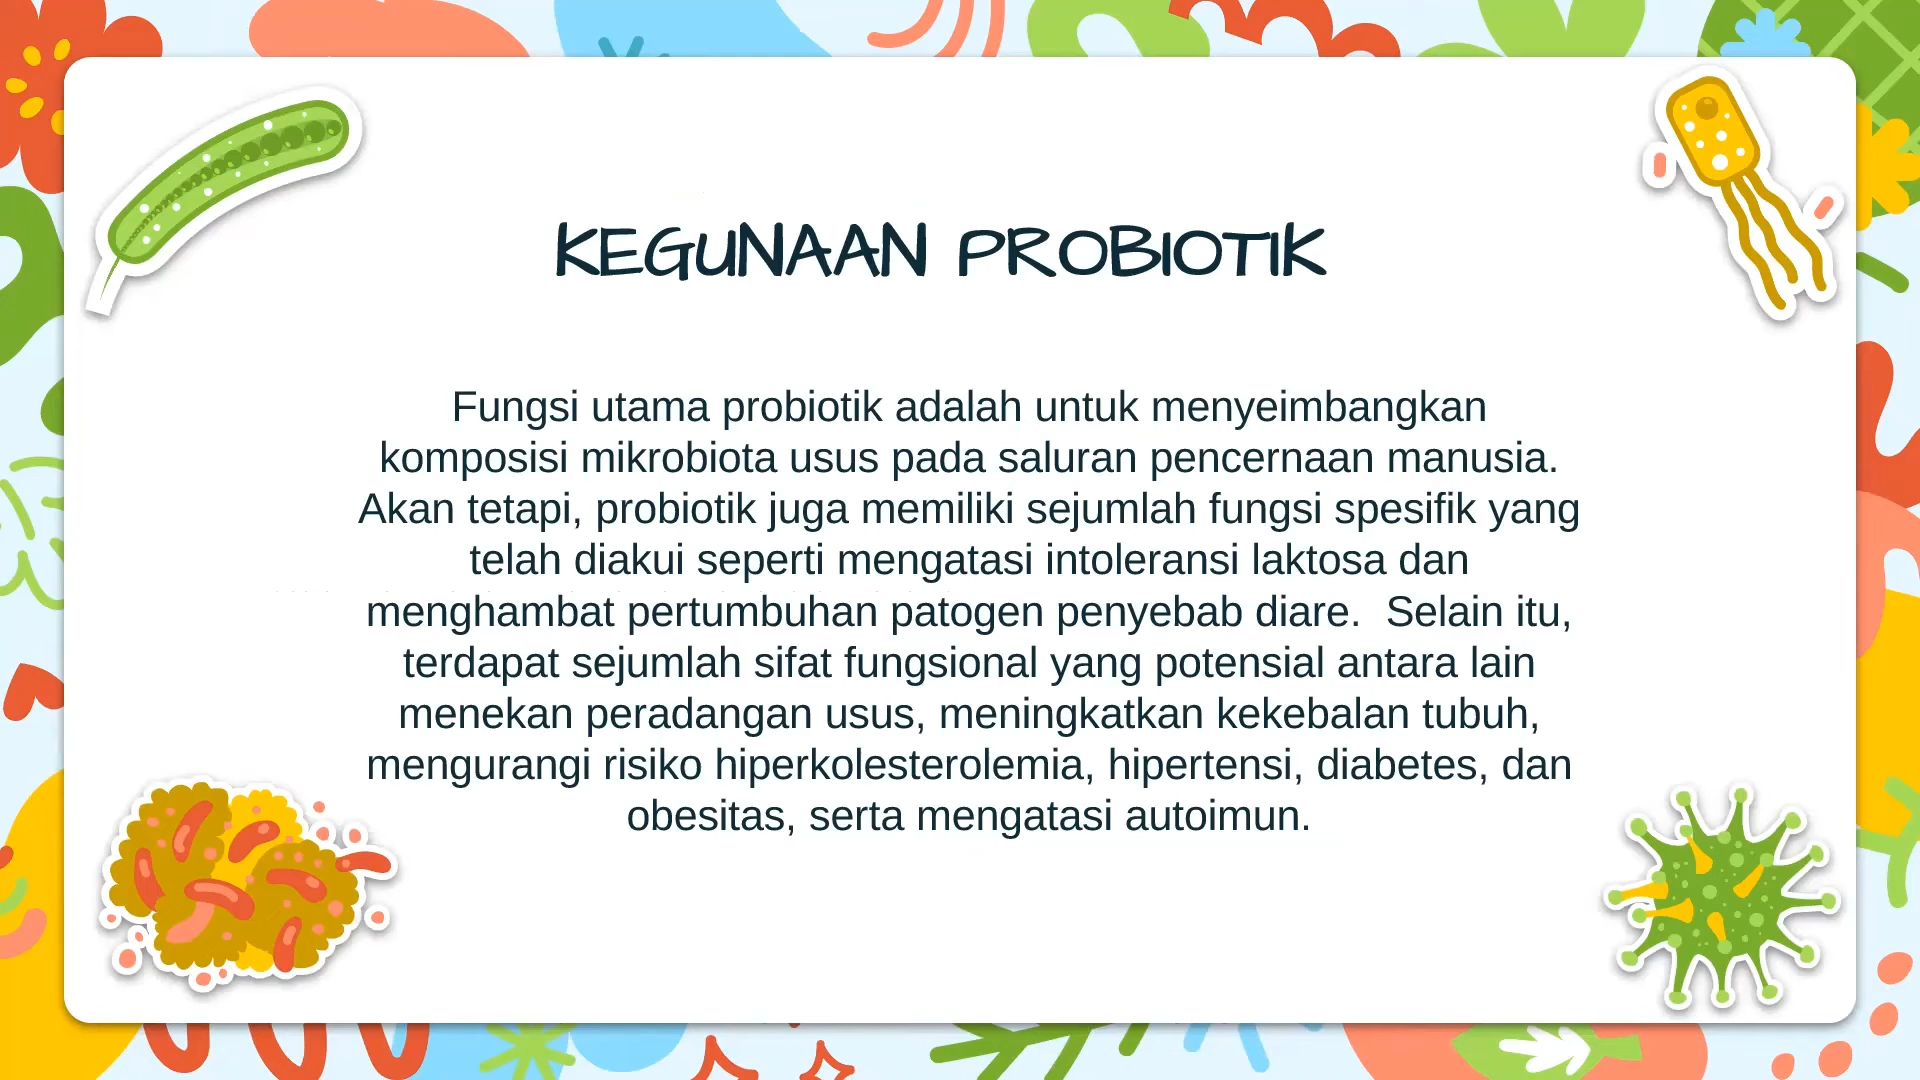 KEGUNAAN PROBIOTIK
Fungsi utama probiotik adalah untuk menyeimbangkan
komposisi mikrobiota usus pada saluran pencernaan manusia.
Akan tetapi, probiotik juga memiliki sejumlah fungsi spesifik yang
telah diakui seperti mengatasi intoleransi laktosa dan
menghambat pertumbuhan patogen penyebab diare.  Selain itu,
terdapat sejumlah sifat fungsional yang potensial antara lain
menekan peradangan usus, meningkatkan kekebalan tubuh,
mengurangi risiko hiperkolesterolemia, hipertensi, diabetes, dan
obesitas, serta mengatasi autoimun.